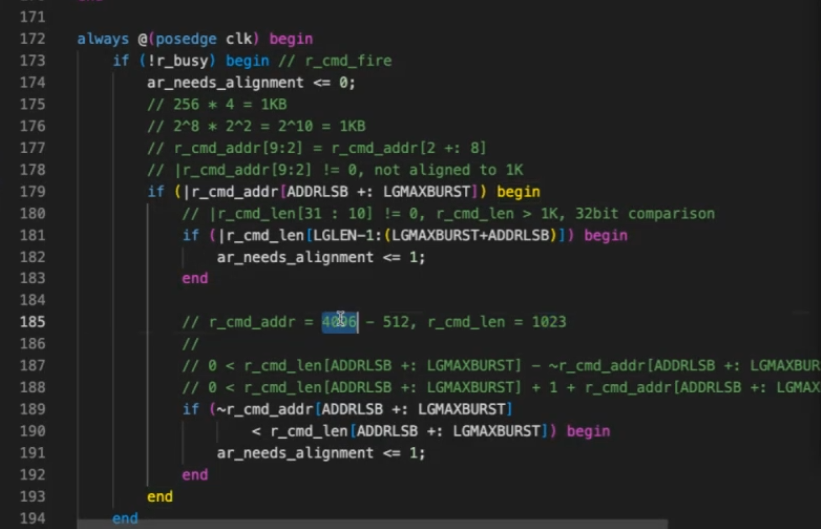 171
172 always @(posedge clk) begin
173 if (!r_busy) begin // r_cmd_fire
174 ar_needs_alignment <= 0;
175 // 256 * 4 = 1KB
176 // 2^8 * 2^2 = 2^10 = 1KB
177 // r_cmd_addr[9:2] = r_cmd_addr[2 +: 8]
178 // |r_cmd_addr[9:2] != 0, not aligned to 1K
179 if (|r_cmd_addr[ADDRLSB +: LGMAXBURST]) begin
180 // |r_cmd_len[31 : 10] != 0, r_cmd_len > 1K, 32bit comparison
181 if (|r_cmd_len[LGLEN-1:(LGMAXBURST+ADDRLSB)]) begin
182 ar_needs_alignment <= 1;
183 end
184
185 // r_cmd_addr = 4096 - 512, r_cmd_len = 1023
186 //
187 // 0 < r_cmd_len[ADDRLSB +: LGMAXBURST] - ~r_cmd_addr[ADDRLSB +: LGMAXBUR
188 // 0 < r_cmd_len[ADDRLSB +: LGMAXBURST] + 1 + r_cmd_addr[ADDRLSB +: LGMAX
189 if (~r_cmd_addr[ADDRLSB +: LGMAXBURST]
190 < r_cmd_len[ADDRLSB +: LGMAXBURST]) begin
191 ar_needs_alignment <= 1;
192 end
193 end
194 end